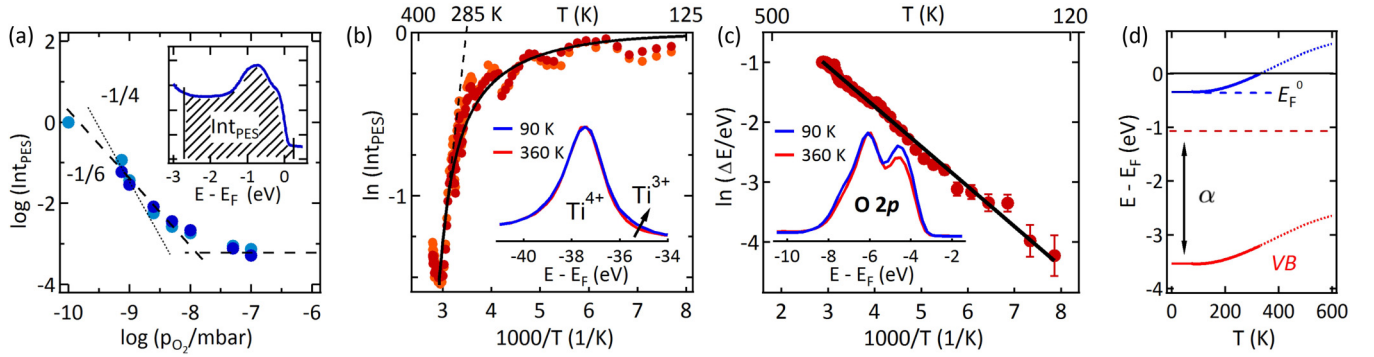 (a)
log (Int_PES)
2
0
-2
-4
-10
-9
-8
-7
-6
log (p_O₂/mbar)
-1/4
-1/6
Int_PES
-3
-2
-1
0
E - E_F (eV)
(b)
400
285 K
T (K)
125
ln (Int_PES)
0
-1
2
3
4
5
6
7
8
1000/T (1/K)
90 K
360 K
Ti⁴⁺
Ti³⁺
-40
-38
-36
-34
E - E_F (eV)
(c)
500
T (K)
120
ln (ΔE/eV)
0
-1
-2
-3
-4
2
3
4
5
6
7
8
1000/T (1/K)
90 K
360 K
O 2p
-10
-8
-6
-4
-2
E - E_F (eV)
(d)
E - E_F (eV)
0
-1
-2
-3
-4
E_F⁰
α
VB
0
200
400
600
T (K)